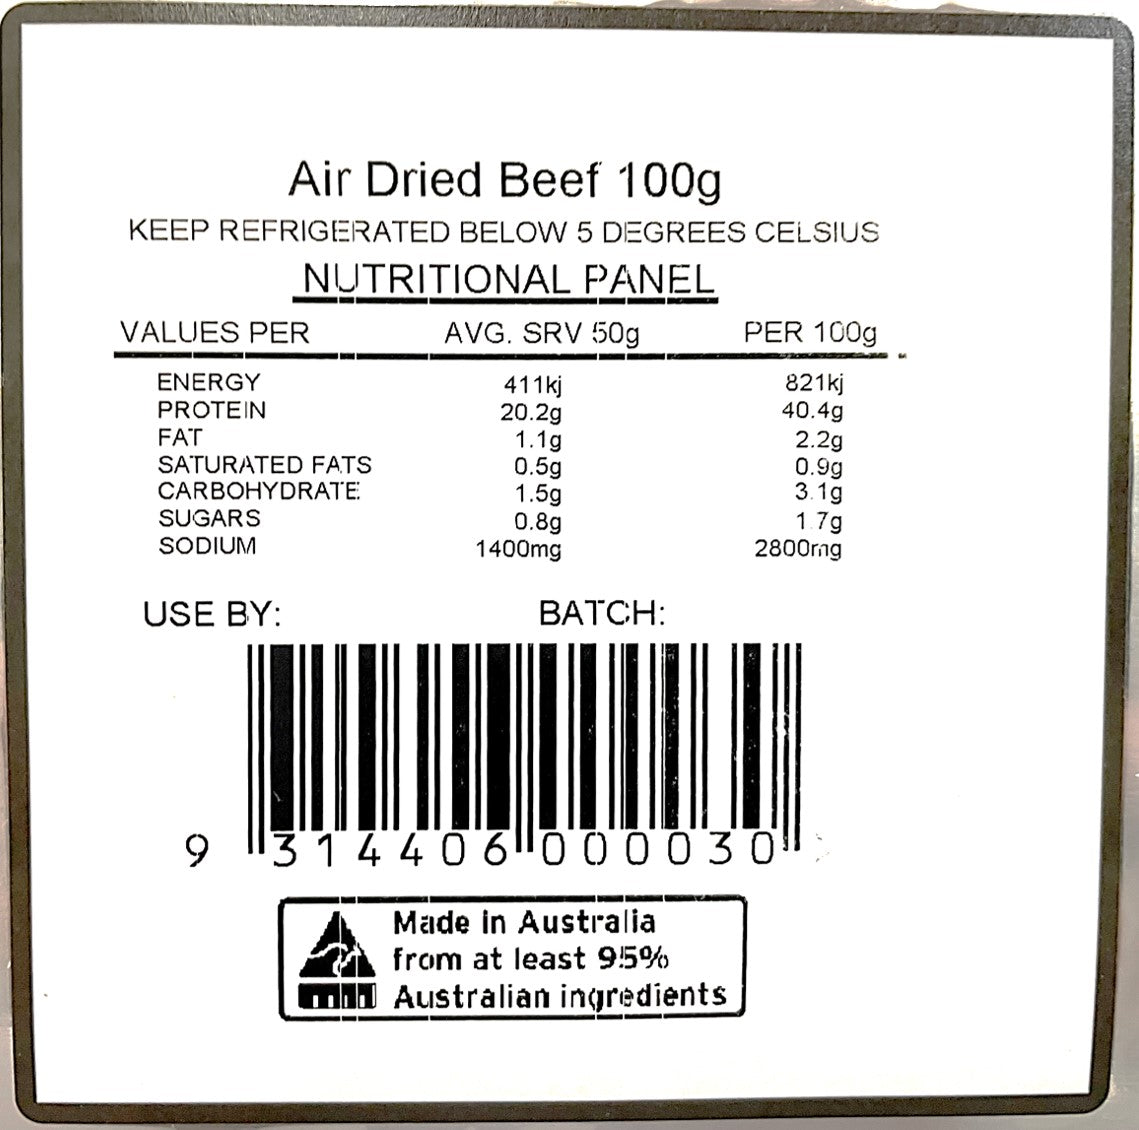 Air Dried Beef 100g
KEEP REFRIGERATED BELOW 5 DEGREES CELSIUS
NUTRITIONAL PANEL
VALUES PER AVG. SRV 50g PER 100g
ENERGY 411kj 821kj
PROTEIN 20.2g 40.4g
FAT 1.1g 2.2g
SATURATED FATS 0.5g 0.9g
CARBOHYDRATE 1.5g 3.1g
SUGARS 0.8g 1.7g
SODIUM 1400mg 2800mg
USE BY: BATCH:
9 314406 000030 >
Made in Australia
from at least 95%
Australian ingredients